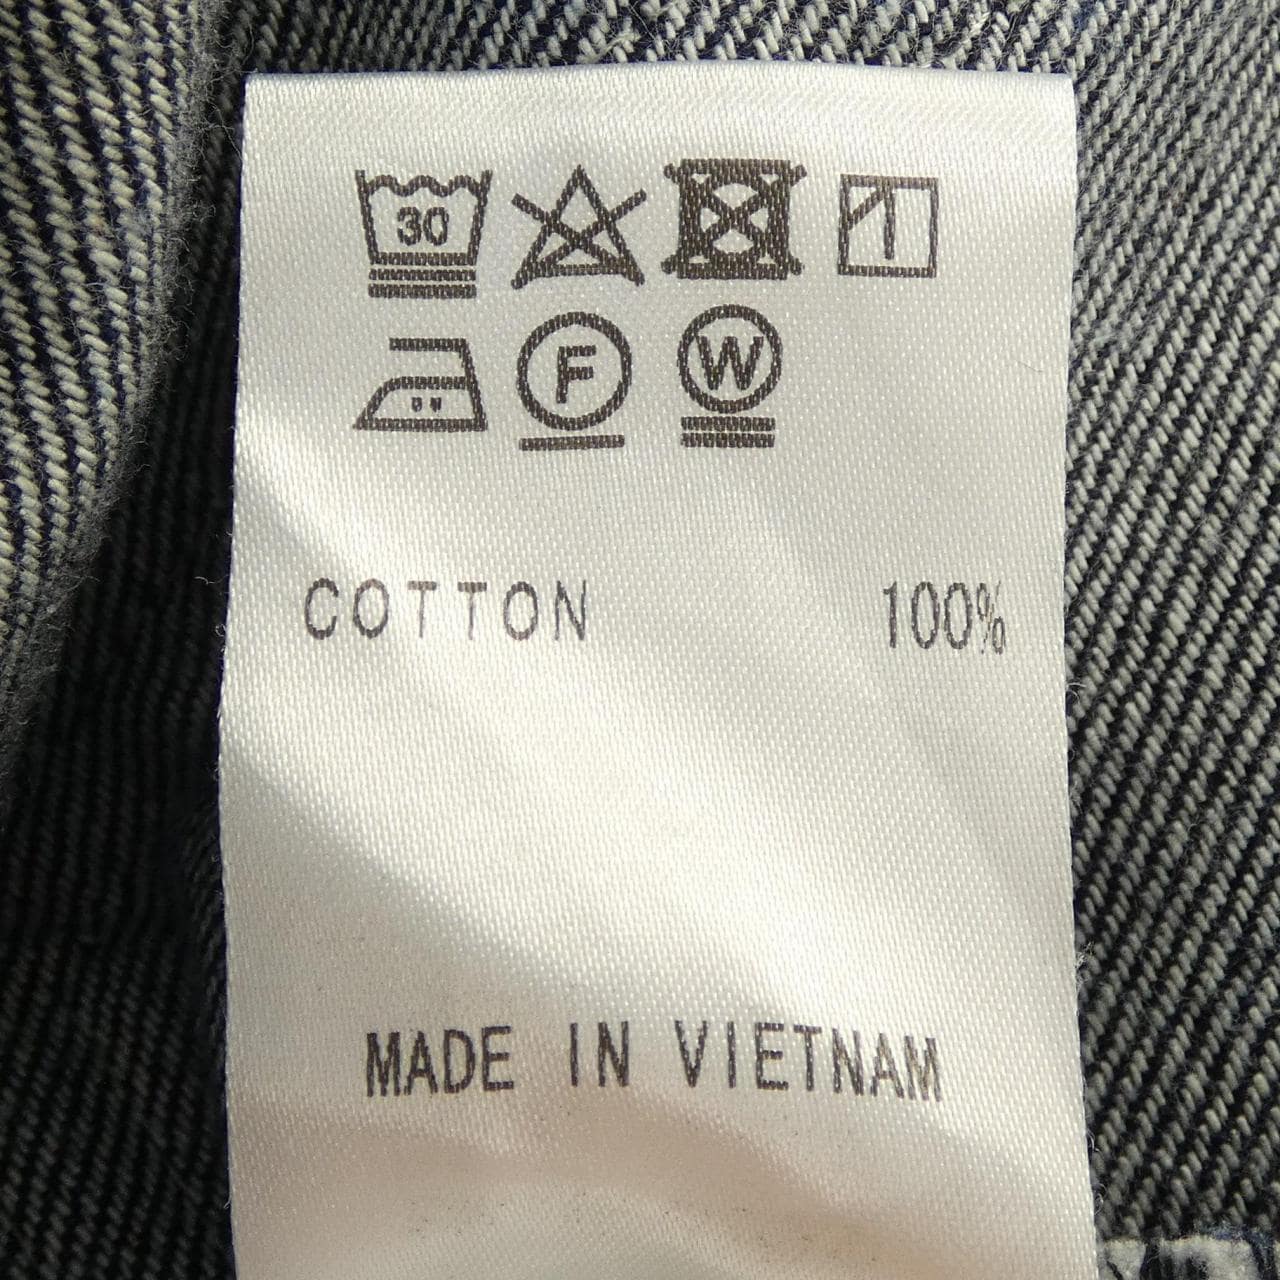 30
F W
COTTON 100%
MADE IN VIETNAM